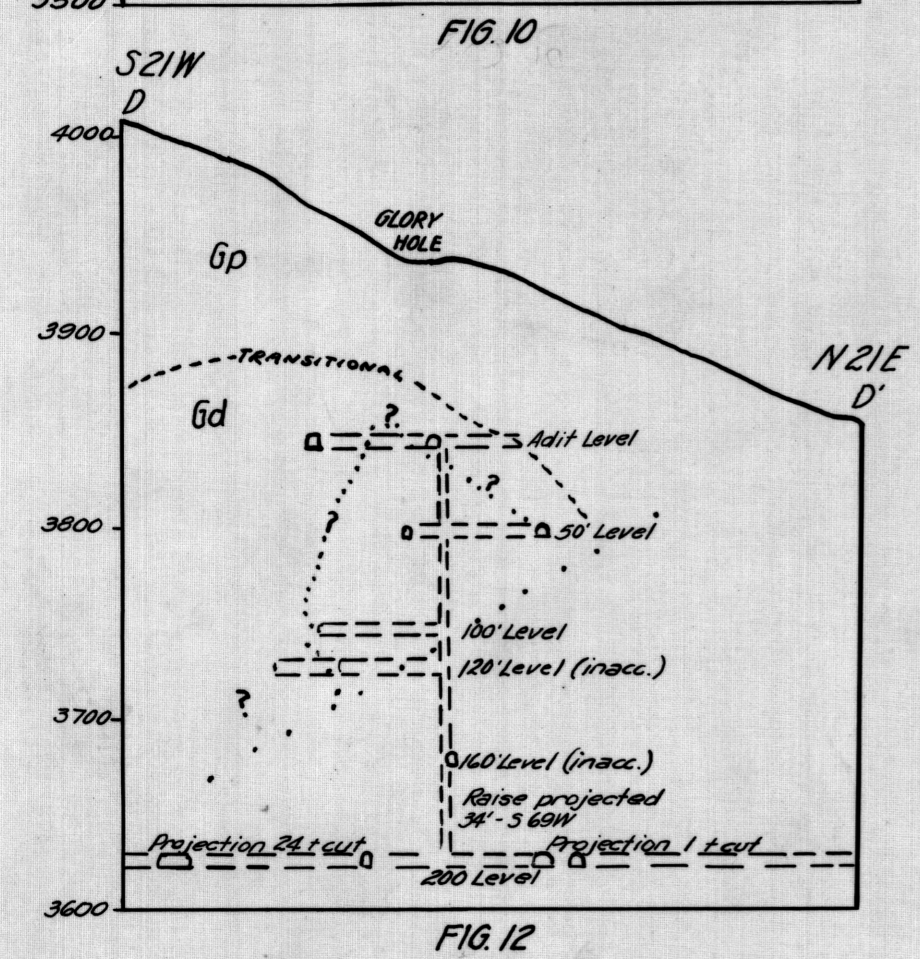 3500
FIG. 10
S21W
D
4000
GLORY
HOLE
Gp
3900
N21E
D'
TRANSITIONAL
Gd
?
Adit Level
?
?
3800
50' Level
100' Level
120' Level (inacc.)
?
3700
160' Level (inacc.)
Raise projected
34' - S 69W
Projection 24 + cut
Projection 1 + cut
200 Level
3600
FIG. 12